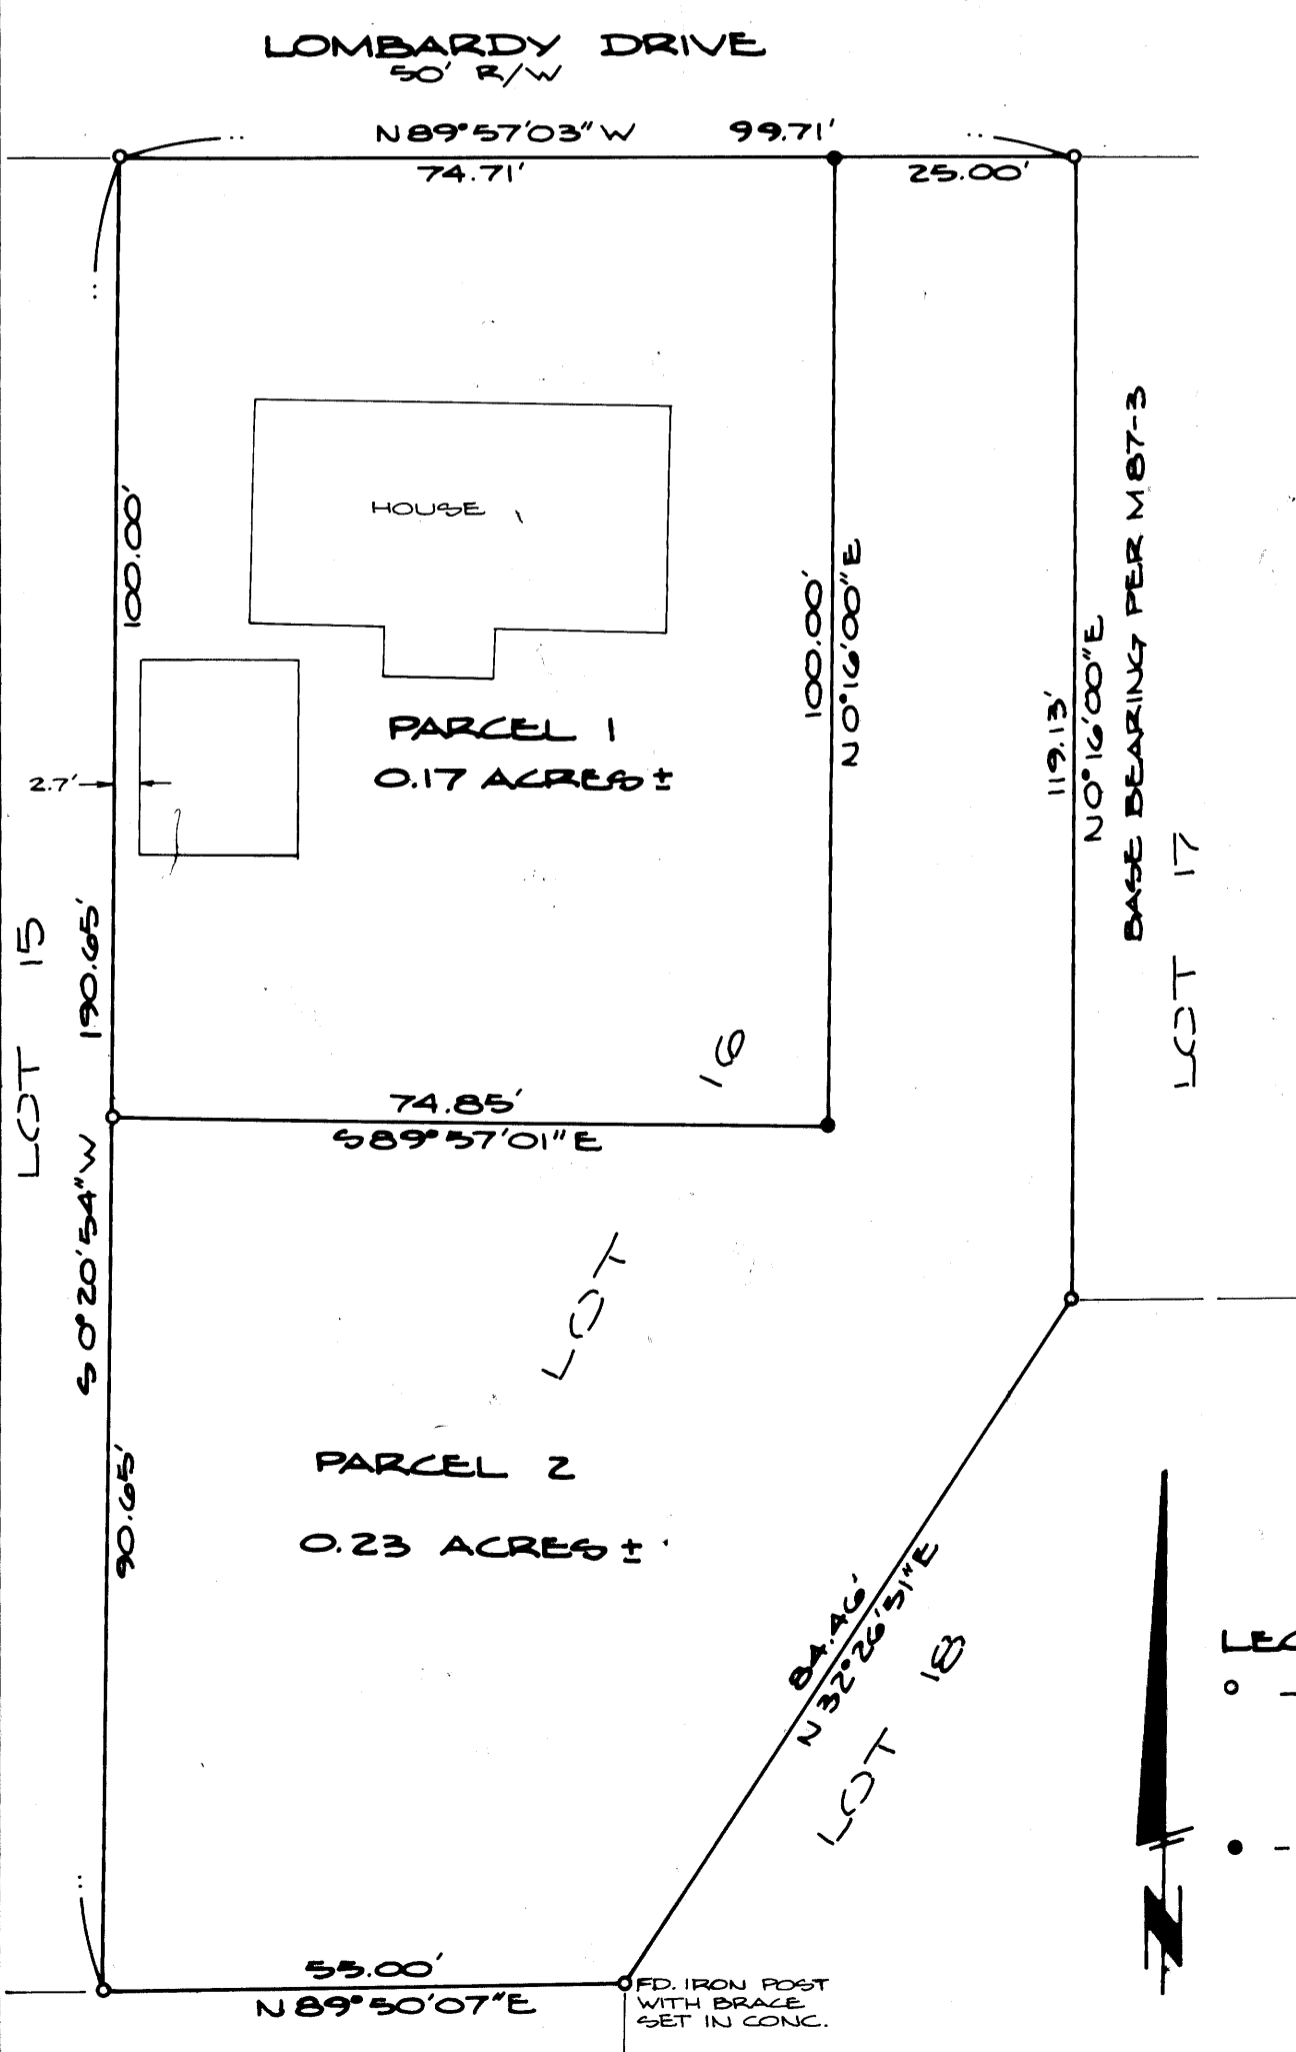 LOMBARDY DRIVE
50' R/W
N89°57'03"W 99.71'
74.71'
25.00'
HOUSE
100.00'
PARCEL 1
0.17 ACRES ±
2.7'
100.00'
N0°16'00"E
119.13'
N0°16'00"E
BASE BEARING PER M87-3
LOT 17
LOT 15
190.65'
S0°20'54"W
74.85'
S89°57'01"E
LOT 16
PARCEL 2
0.23 ACRES ±
90.65'
84.46'
N32°26'51"E
LOT 18
55.00'
N89°50'07"E
FD. IRON POST
WITH BRACE
SET IN CONC.
N